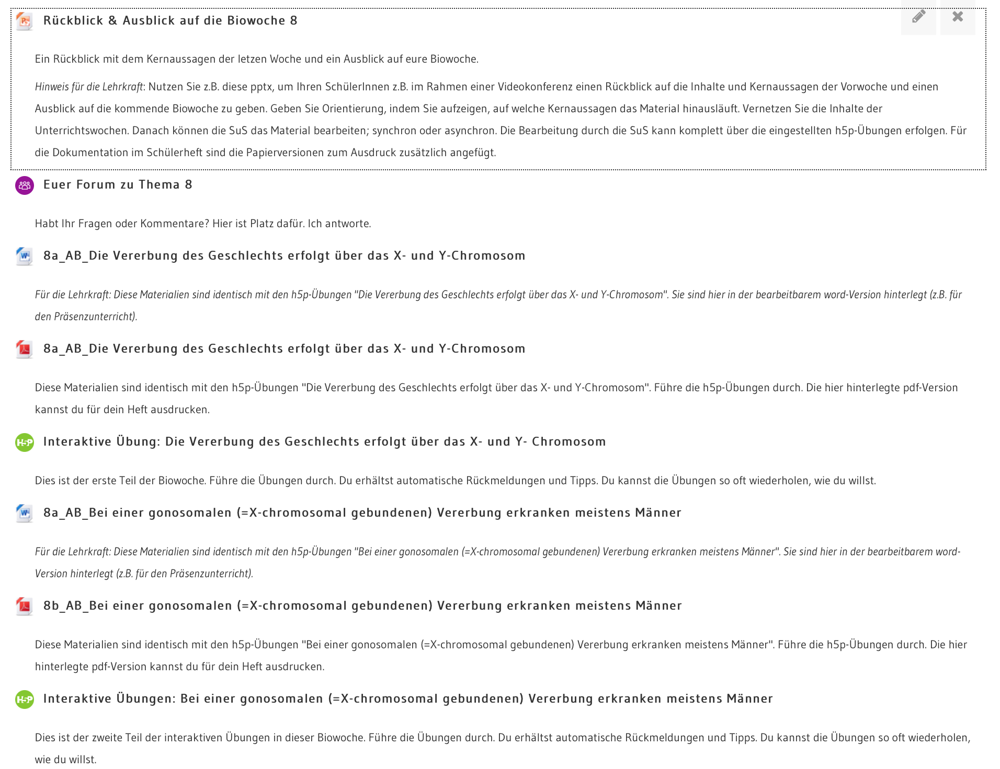 Rückblick & Ausblick auf die Biowoche 8
Ein Rückblick mit dem Kernaussagen der letzen Woche und ein Ausblick auf eure Biowoche.
Hinweis für die Lehrkraft: Nutzen Sie z.B. diese pptx, um Ihren SchülerInnen z.B. im Rahmen einer Videokonferenz einen Rückblick auf die Inhalte und Kernaussagen der Vorwoche und einen
Ausblick auf die kommende Biowoche zu geben. Geben Sie Orientierung, indem Sie aufzeigen, auf welche Kernaussagen das Material hinausläuft. Vernetzen Sie die Inhalte der
Unterrichtswochen. Danach können die SuS das Material bearbeiten; synchron oder asynchron. Die Bearbeitung durch die SuS kann komplett über die eingestellten h5p-Übungen erfolgen. Für
die Dokumentation im Schülerheft sind die Papierversionen zum Ausdruck zusätzlich angefügt.
Euer Forum zu Thema 8
Habt Ihr Fragen oder Kommentare? Hier ist Platz dafür. Ich antworte.
8a_AB_Die Vererbung des Geschlechts erfolgt über das X- und Y-Chromosom
Für die Lehrkraft: Diese Materialien sind identisch mit den h5p-Übungen "Die Vererbung des Geschlechts erfolgt über das X- und Y-Chromosom". Sie sind hier in der bearbeitbarem word-Version hinterlegt (z.B. für
den Präsenzunterricht).
8a_AB_Die Vererbung des Geschlechts erfolgt über das X- und Y-Chromosom
Diese Materialien sind identisch mit den h5p-Übungen "Die Vererbung des Geschlechts erfolgt über das X- und Y-Chromosom". Führe die h5p-Übungen durch. Die hier hinterlegte pdf-Version
kannst du für dein Heft ausdrucken.
H5P Interaktive Übung: Die Vererbung des Geschlechts erfolgt über das X- und Y- Chromosom
Dies ist der erste Teil der Biowoche. Führe die Übungen durch. Du erhältst automatische Rückmeldungen und Tipps. Du kannst die Übungen so oft wiederholen, wie du willst.
8a_AB_Bei einer gonosomalen (=X-chromosomal gebundenen) Vererbung erkranken meistens Männer
Für die Lehrkraft: Diese Materialien sind identisch mit den h5p-Übungen "Bei einer gonosomalen (=X-chromosomal gebundenen) Vererbung erkranken meistens Männer". Sie sind hier in der bearbeitbarem word-
Version hinterlegt (z.B. für den Präsenzunterricht).
8b_AB_Bei einer gonosomalen (=X-chromosomal gebundenen) Vererbung erkranken meistens Männer
Diese Materialien sind identisch mit den h5p-Übungen "Bei einer gonosomalen (=X-chromosomal gebundenen) Vererbung erkranken meistens Männer". Führe die h5p-Übungen durch. Die hier
hinterlegte pdf-Version kannst du für dein Heft ausdrucken.
H5P Interaktive Übungen: Bei einer gonosomalen (=X-chromosomal gebundenen) Vererbung erkranken meistens Männer
Dies ist der zweite Teil der interaktiven Übungen in dieser Biowoche. Führe die Übungen durch. Du erhältst automatische Rückmeldungen und Tipps. Du kannst die Übungen so oft wiederholen,
wie du willst.